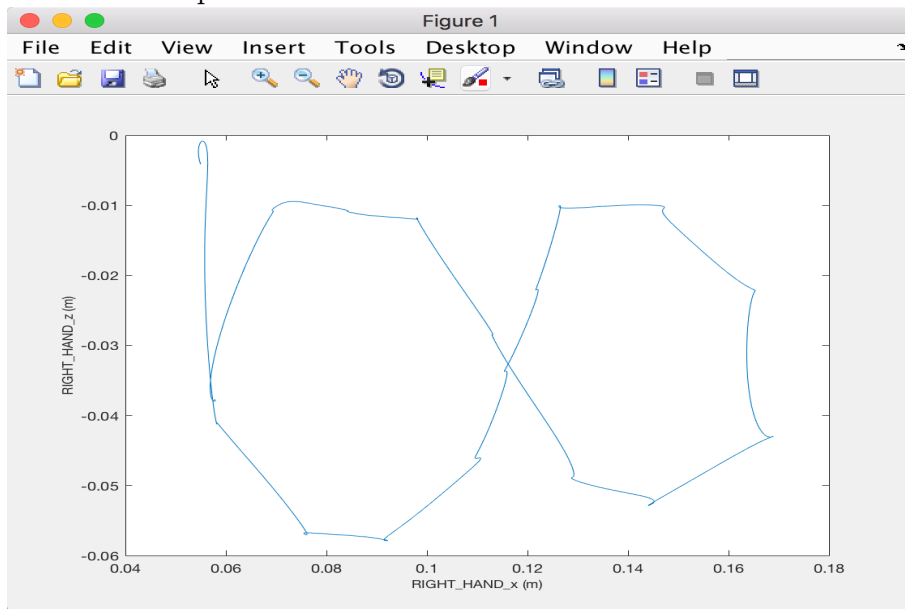 Figure 1
File Edit View Insert Tools Desktop Window Help
0
-0.01
-0.02
-0.03
-0.04
-0.05
-0.06
RIGHT_HAND_z (m)
0.04 0.06 0.08 0.1 0.12 0.14 0.16 0.18
RIGHT_HAND_x (m)